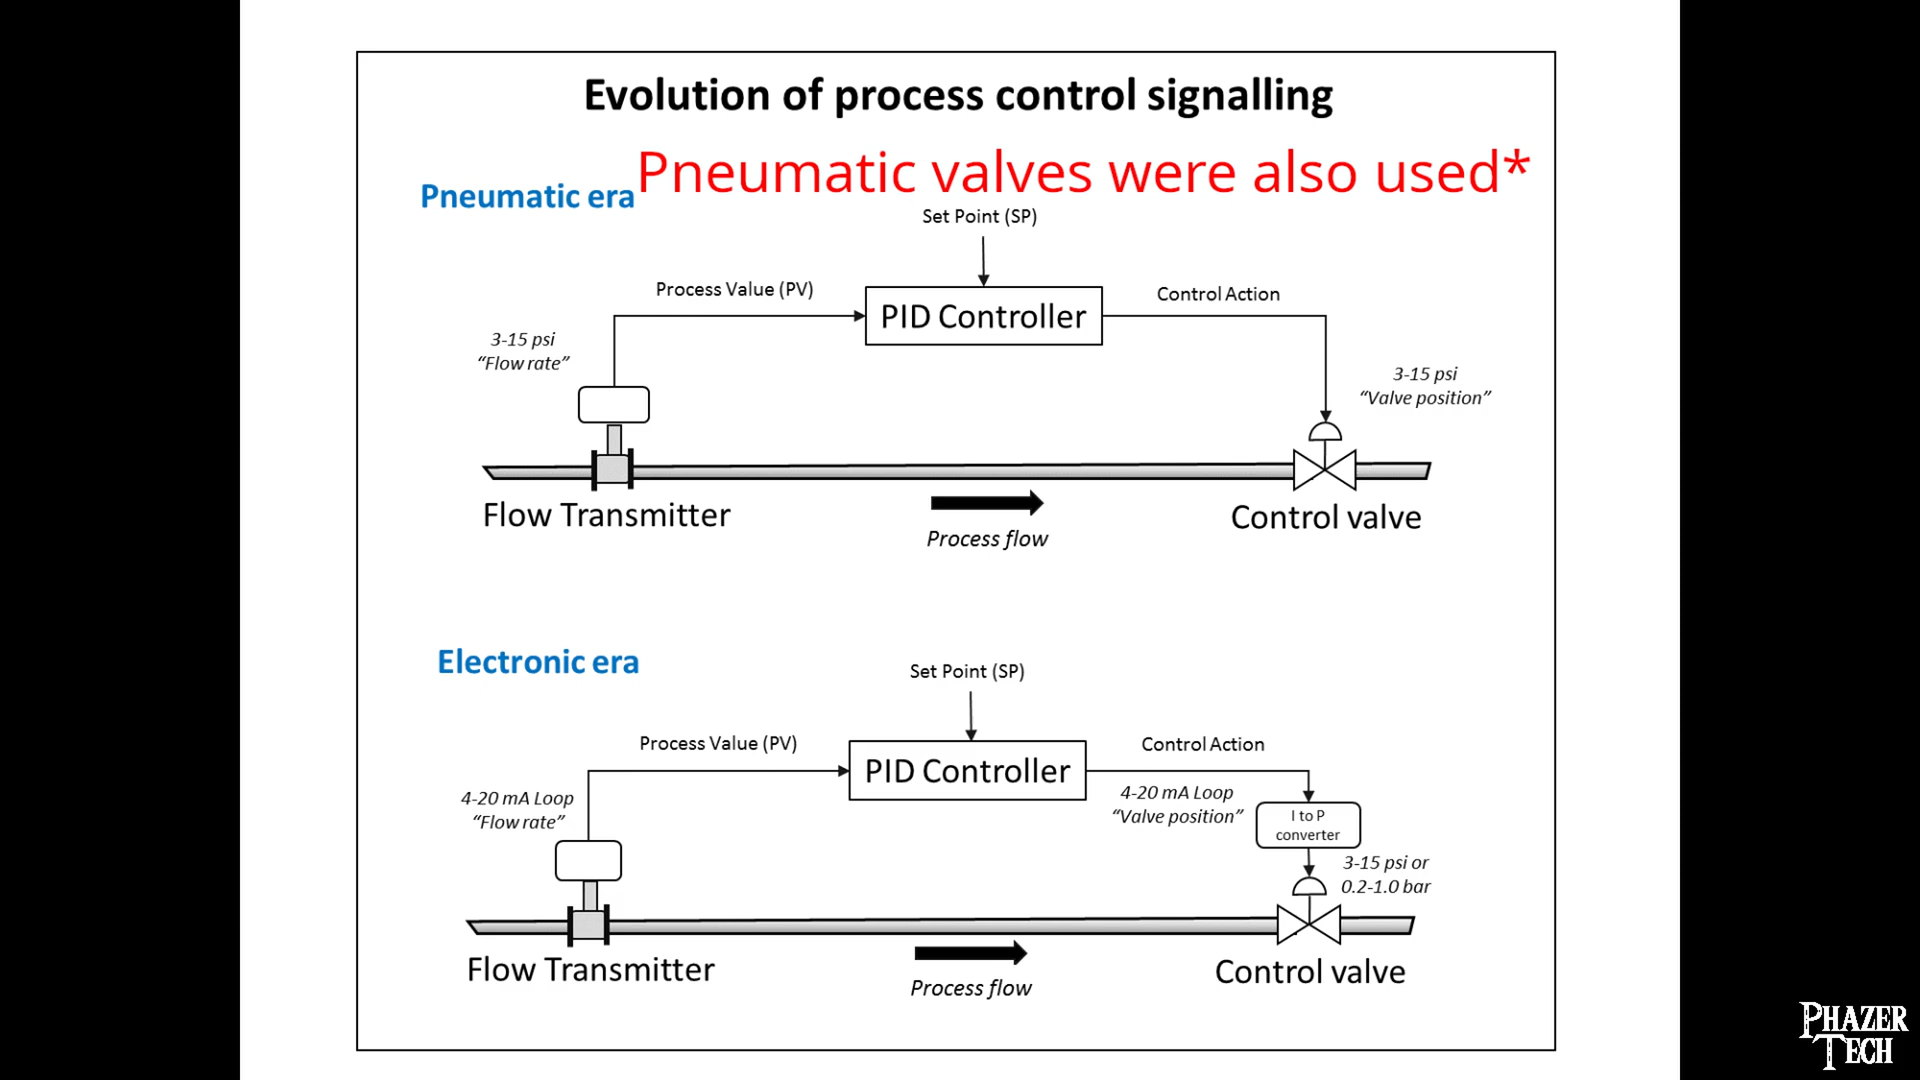 Evolution of process control signalling
Pneumatic valves were also used*
Pneumatic era
Set Point (SP)
Process Value (PV)
PID Controller
Control Action
3-15 psi
“Flow rate”
3-15 psi
“Valve position”
Flow Transmitter
Process flow
Control valve
Electronic era
Set Point (SP)
Process Value (PV)
PID Controller
Control Action
4-20 mA Loop
“Flow rate”
4-20 mA Loop
“Valve position”
I to P
converter
3-15 psi or
0.2-1.0 bar
Flow Transmitter
Process flow
Control valve
PHAZER
TECH